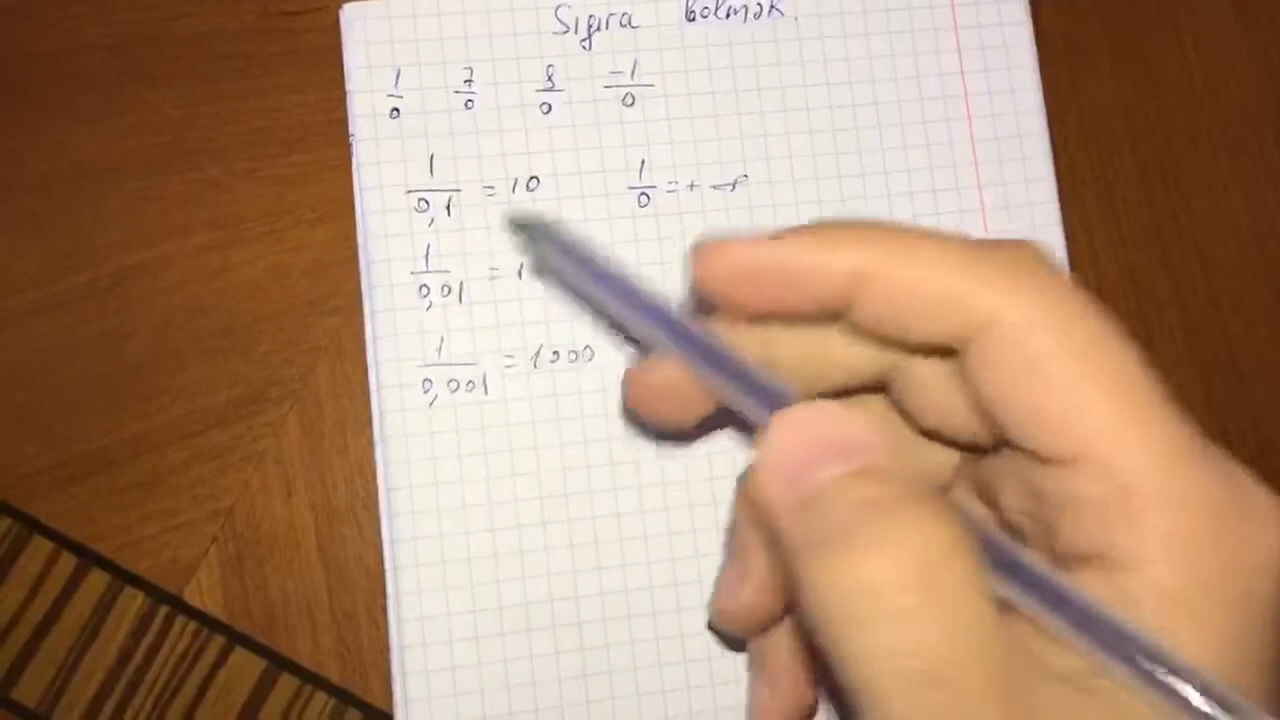 Sıfıra bölmək.
1/0 7/0 8/0 -1/0
1/0,1 = 10 1/0 = +
1/0,01 = 1
1/0,001 = 1000